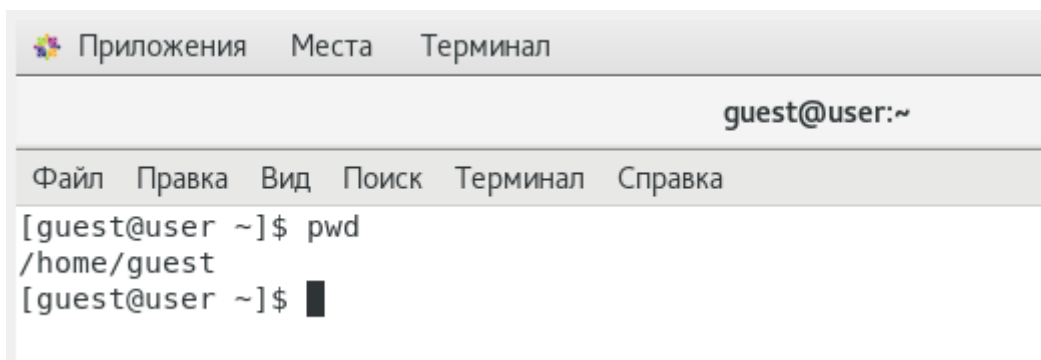 Приложения Места Терминал
guest@user:~
Файл Правка Вид Поиск Терминал Справка
[guest@user ~]$ pwd
/home/guest
[guest@user ~]$